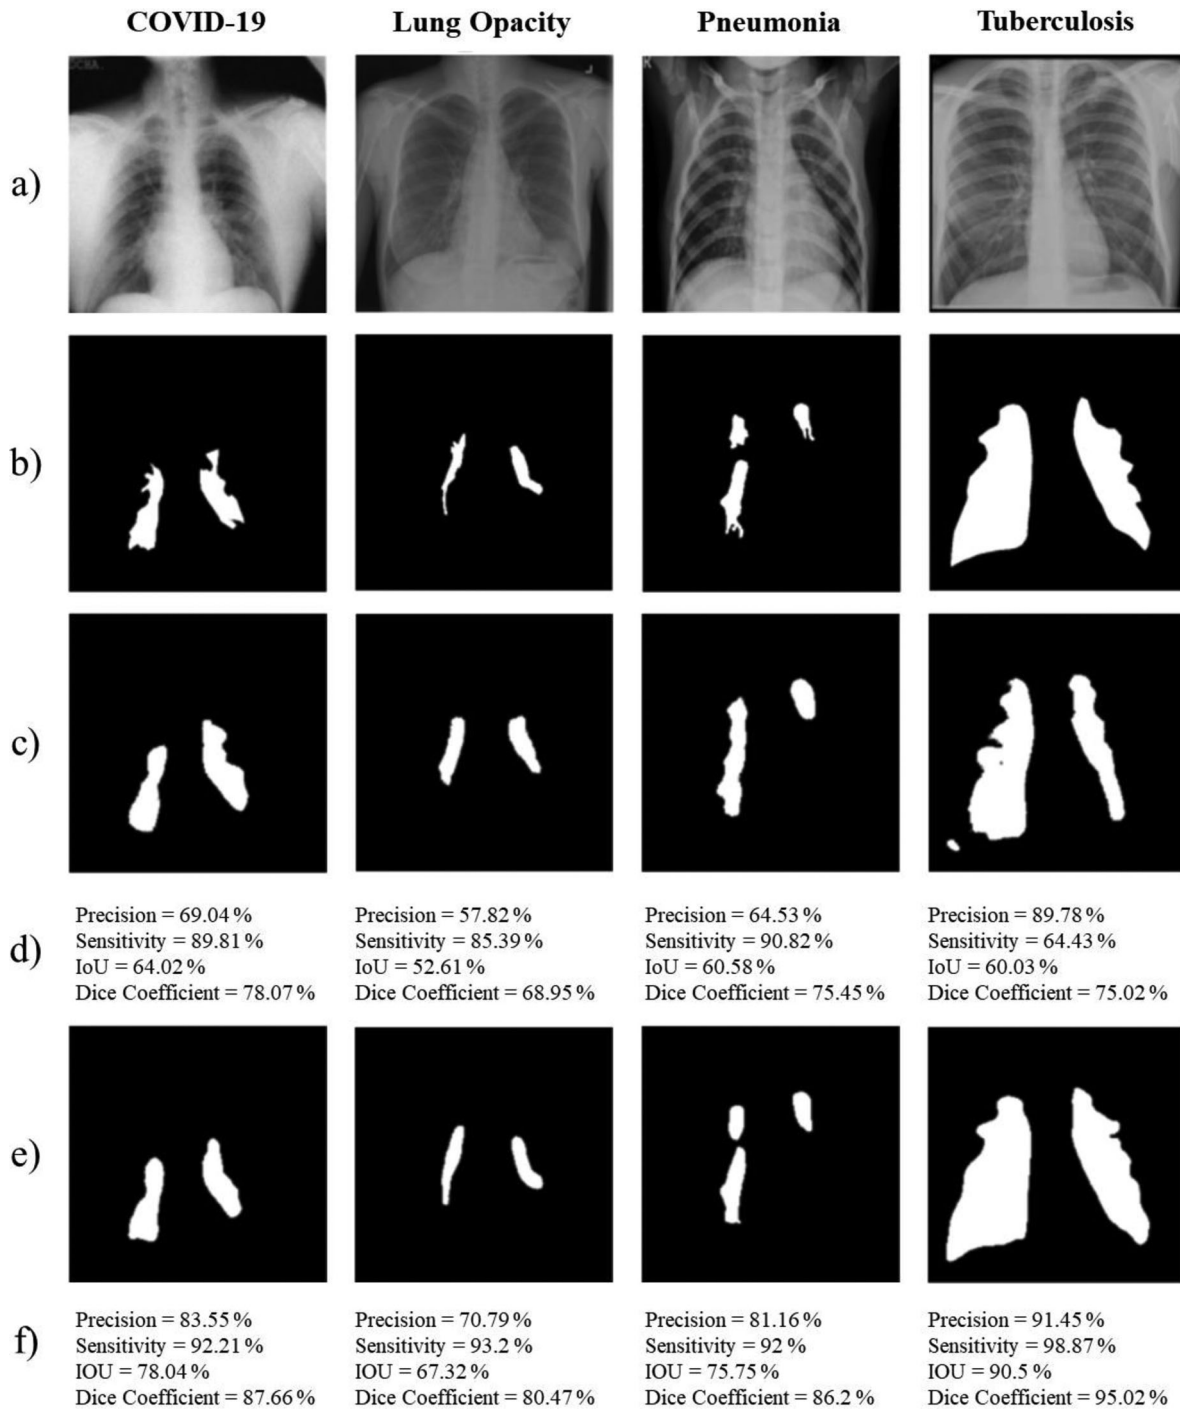 COVID-19 Lung Opacity Pneumonia Tuberculosis
a)
b)
c)
d)
Precision = 69.04 %
Sensitivity = 89.81 %
IoU = 64.02 %
Dice Coefficient = 78.07 %
Precision = 57.82 %
Sensitivity = 85.39 %
IoU = 52.61 %
Dice Coefficient = 68.95 %
Precision = 64.53 %
Sensitivity = 90.82 %
IoU = 60.58 %
Dice Coefficient = 75.45 %
Precision = 89.78 %
Sensitivity = 64.43 %
IoU = 60.03 %
Dice Coefficient = 75.02 %
e)
f)
Precision = 83.55 %
Sensitivity = 92.21 %
IOU = 78.04 %
Dice Coefficient = 87.66 %
Precision = 70.79 %
Sensitivity = 93.2 %
IOU = 67.32 %
Dice Coefficient = 80.47 %
Precision = 81.16 %
Sensitivity = 92 %
IOU = 75.75 %
Dice Coefficient = 86.2 %
Precision = 91.45 %
Sensitivity = 98.87 %
IOU = 90.5 %
Dice Coefficient = 95.02 %